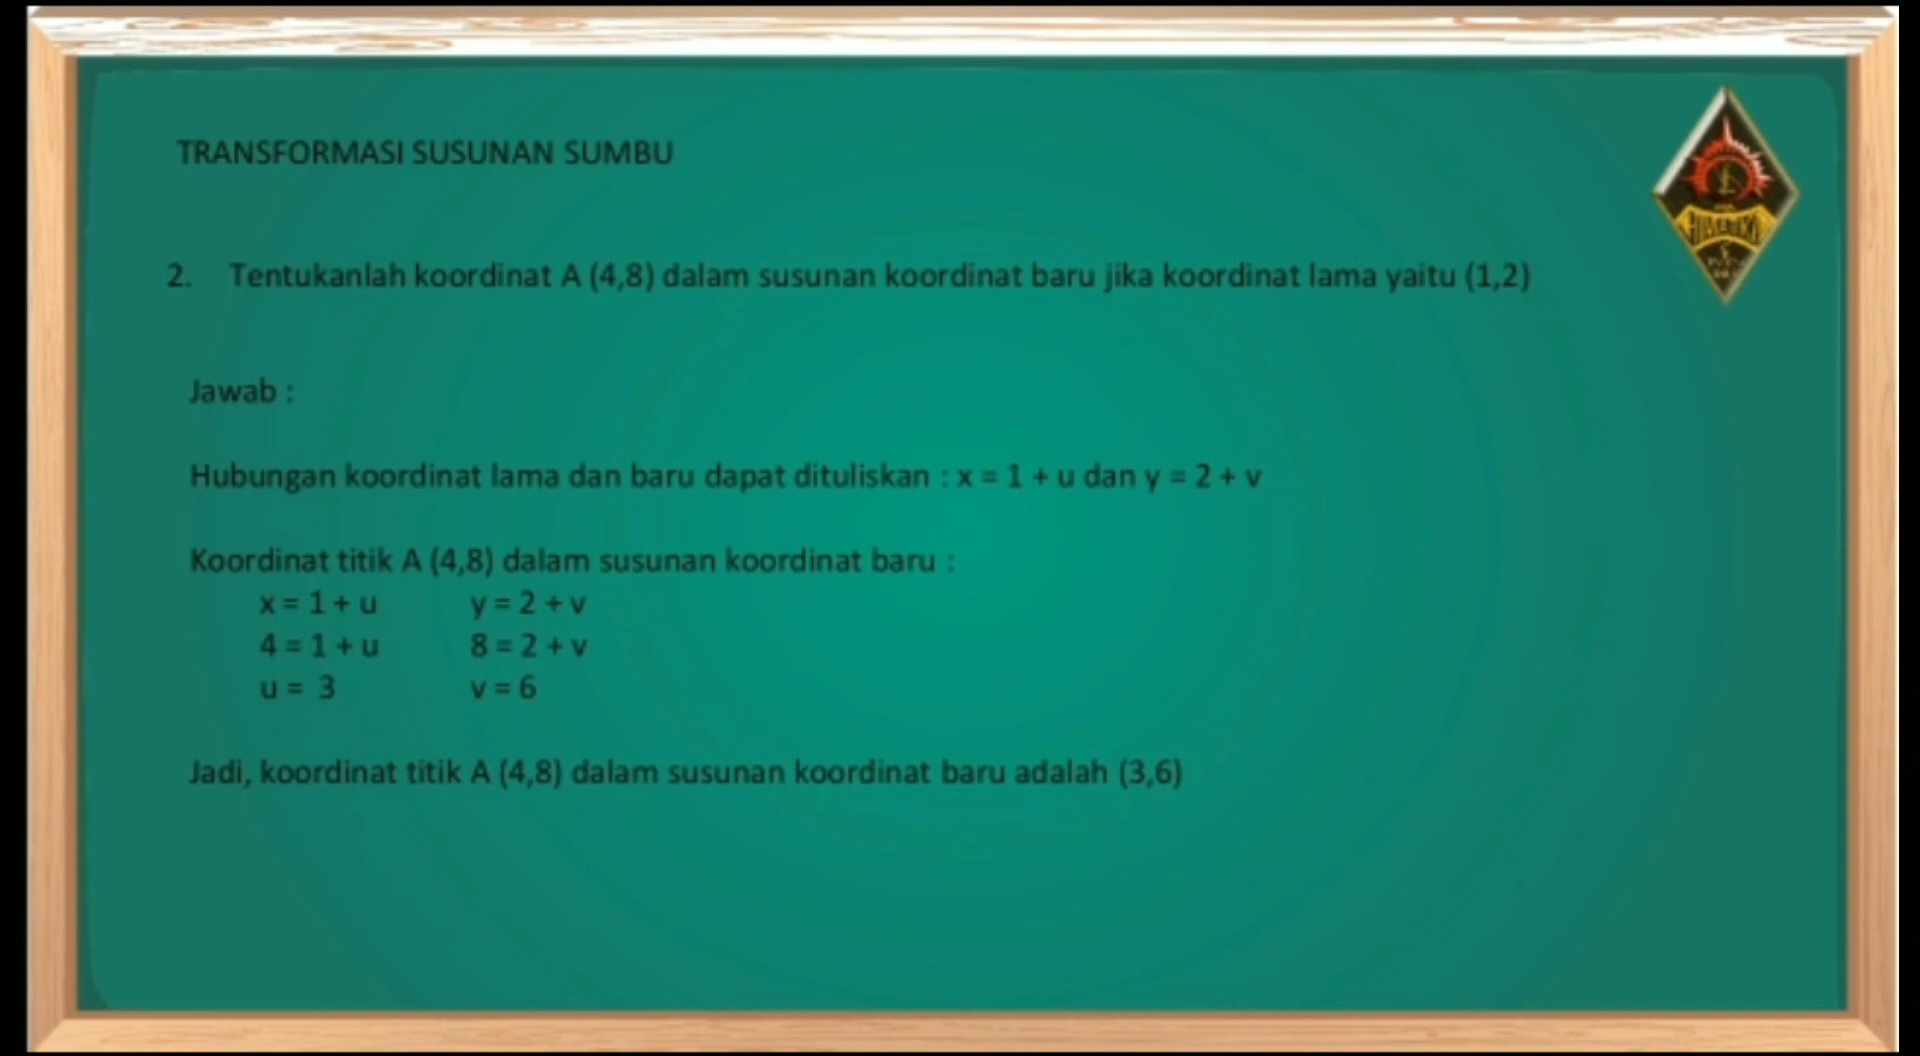 TRANSFORMASI SUSUNAN SUMBU
2. Tentukanlah koordinat A (4,8) dalam susunan koordinat baru jika koordinat lama yaitu (1,2)
Jawab :
Hubungan koordinat lama dan baru dapat dituliskan : x = 1 + u dan y = 2 + v
Koordinat titik A (4,8) dalam susunan koordinat baru :
x = 1 + u y = 2 + v
4 = 1 + u 8 = 2 + v
u = 3 v = 6
Jadi, koordinat titik A (4,8) dalam susunan koordinat baru adalah (3,6)